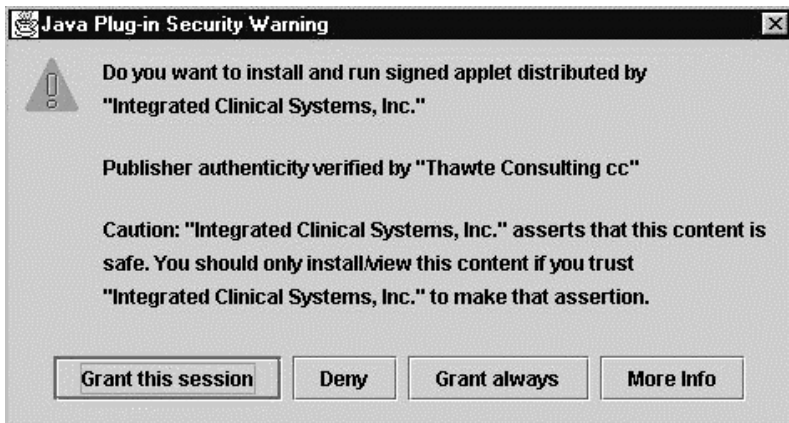 Java Plug-in Security Warning
Do you want to install and run signed applet distributed by
"Integrated Clinical Systems, Inc."
Publisher authenticity verified by "Thawte Consulting cc"
Caution: "Integrated Clinical Systems, Inc." asserts that this content is
safe. You should only install/view this content if you trust
"Integrated Clinical Systems, Inc." to make that assertion.
Grant this session Deny Grant always More Info